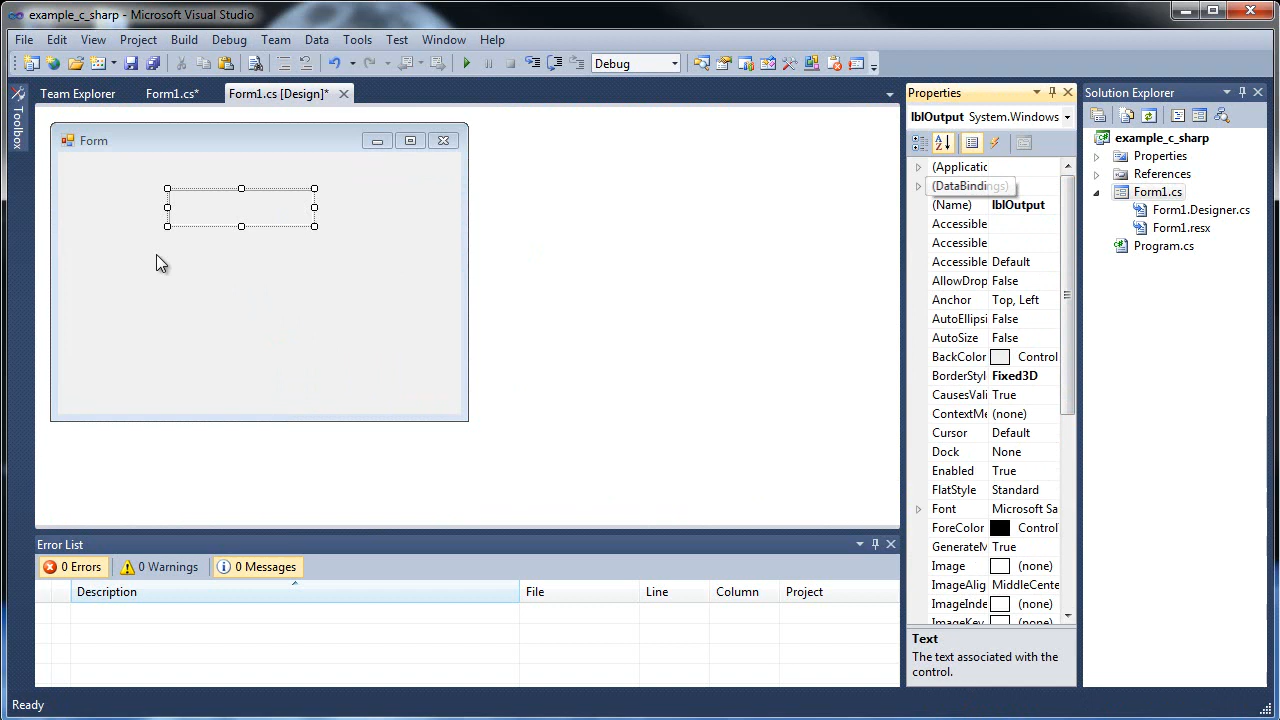 example_c_sharp - Microsoft Visual Studio
File Edit View Project Build Debug Team Data Tools Test Window Help
Debug
Toolbox
Team Explorer Form1.cs* Form1.cs [Design]*
Form
Properties
lblOutput System.Windows
(Applicatic
(DataBindings)
(Name) lblOutput
Accessible
Accessible
Accessible Default
AllowDrop False
Anchor Top, Left
AutoEllipsi False
AutoSize False
BackColor Control
BorderStyl Fixed3D
CausesVali True
ContextMe (none)
Cursor Default
Dock None
Enabled True
FlatStyle Standard
Font Microsoft Sa
ForeColor Control
GenerateM True
Image (none)
ImageAlig MiddleCente
ImageInde (none)
ImageKey (none)
Text
The text associated with the
control.
Solution Explorer
example_c_sharp
Properties
References
Form1.cs
Form1.Designer.cs
Form1.resx
Program.cs
Error List
0 Errors 0 Warnings 0 Messages
Description File Line Column Project
Ready